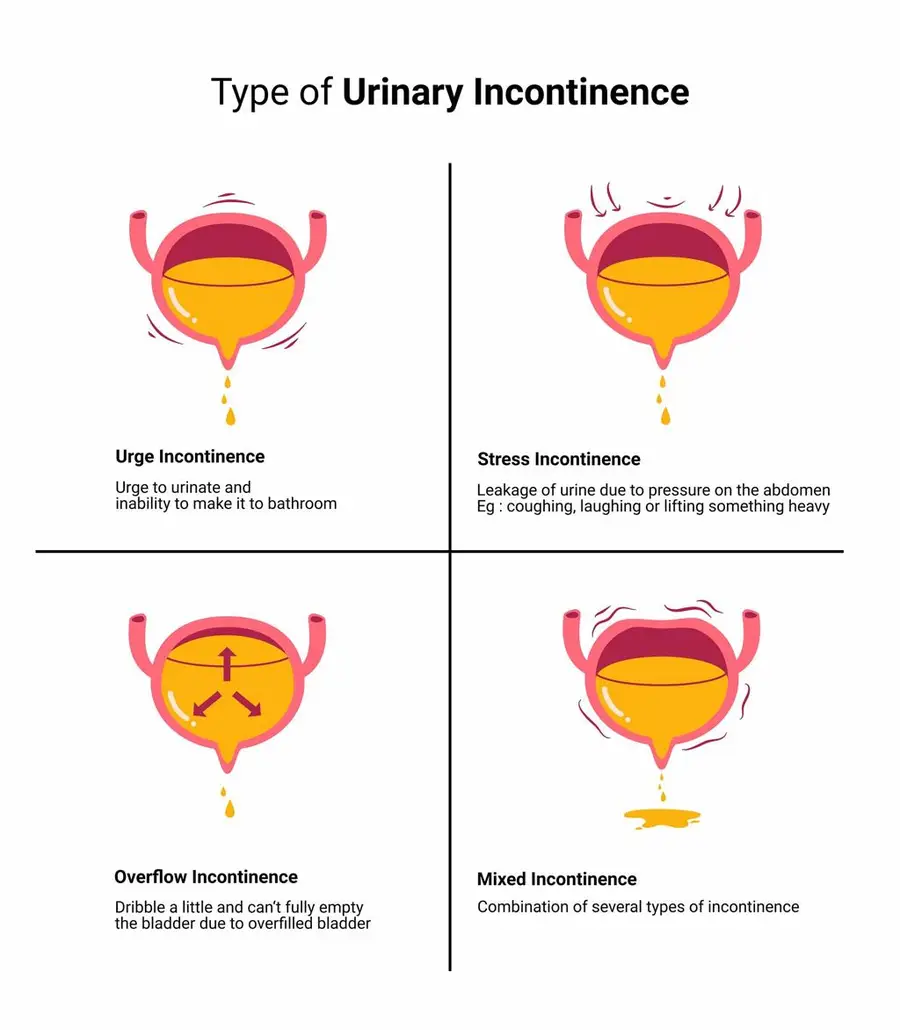 Type of Urinary Incontinence
Urge Incontinence
Urge to urinate and
inability to make it to bathroom
Stress Incontinence
Leakage of urine due to pressure on the abdomen
Eg : coughing, laughing or lifting something heavy
Overflow Incontinence
Dribble a little and can't fully empty
the bladder due to overfilled bladder
Mixed Incontinence
Combination of several types of incontinence